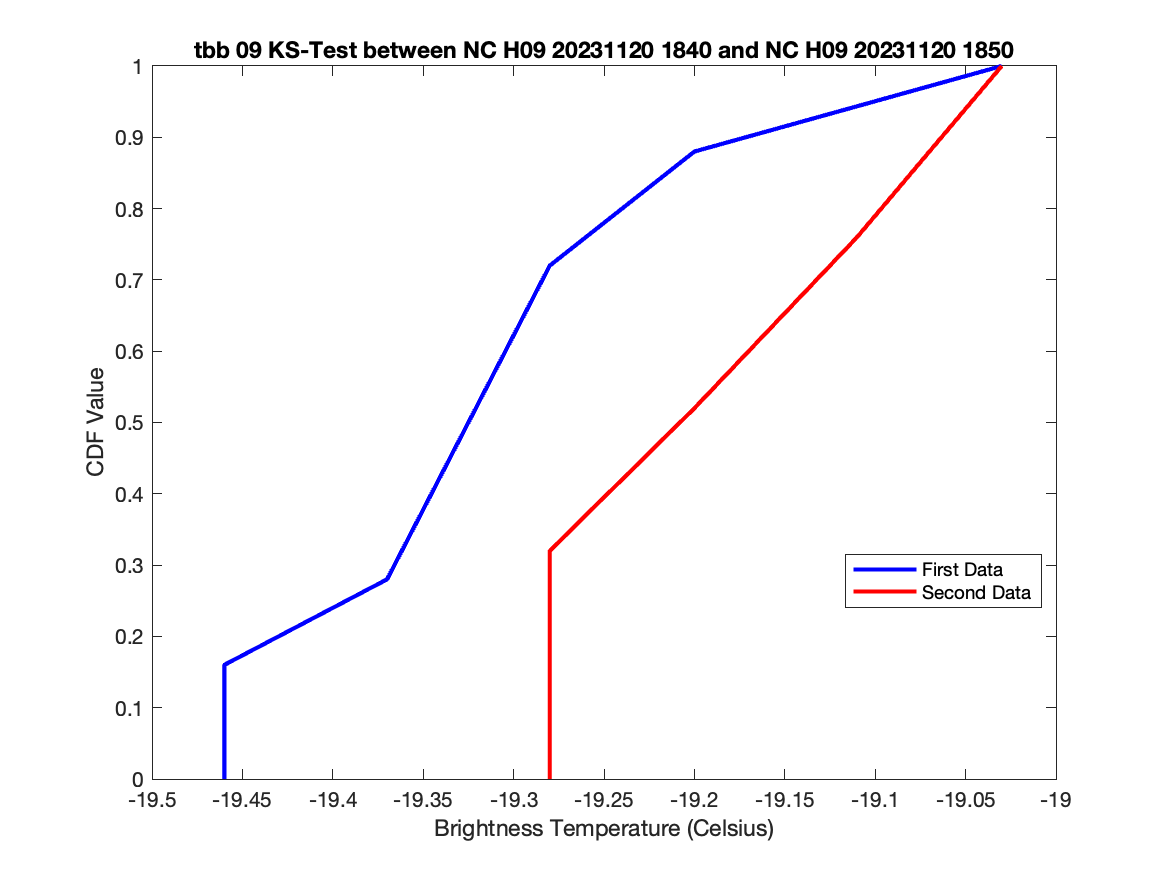 tbb 09 KS-Test between NC H09 20231120 1840 and NC H09 20231120 1850
1
0.9
0.8
0.7
0.6
0.5
0.4
0.3
0.2
0.1
0
CDF Value
First Data
Second Data
-19.5 -19.45 -19.4 -19.35 -19.3 -19.25 -19.2 -19.15 -19.1 -19.05 -19
Brightness Temperature (Celsius)